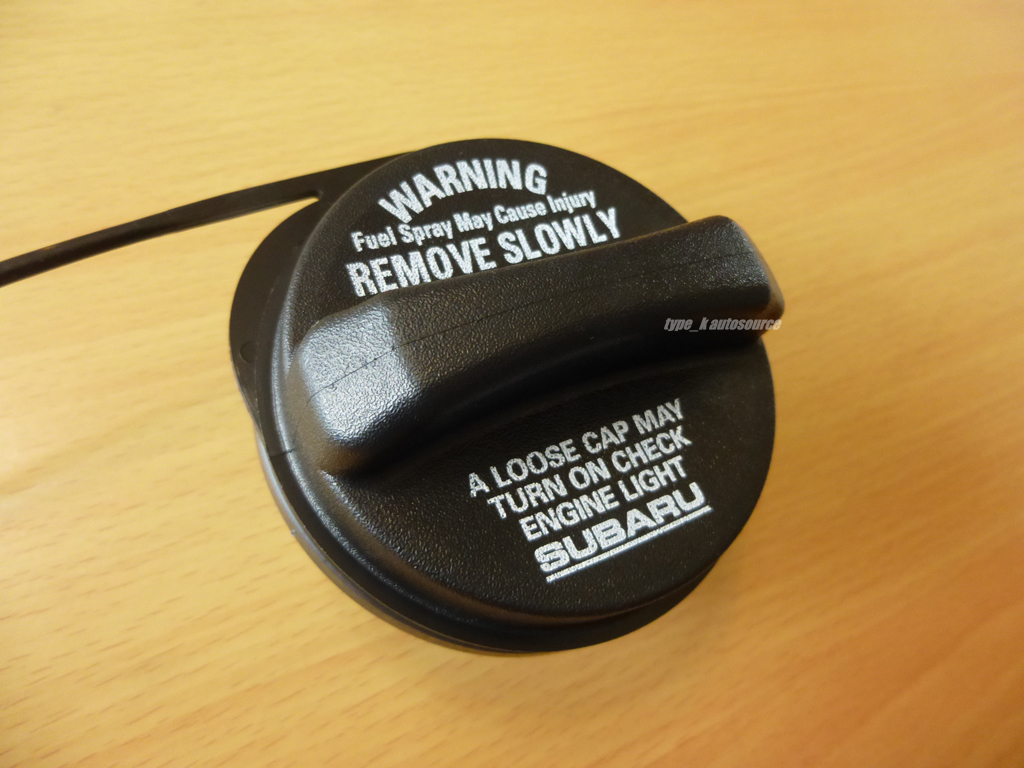 WARNING
Fuel Spray May Cause Injury
REMOVE SLOWLY
type_k autosource
A LOOSE CAP MAY
TURN ON CHECK
ENGINE LIGHT
SUBARU